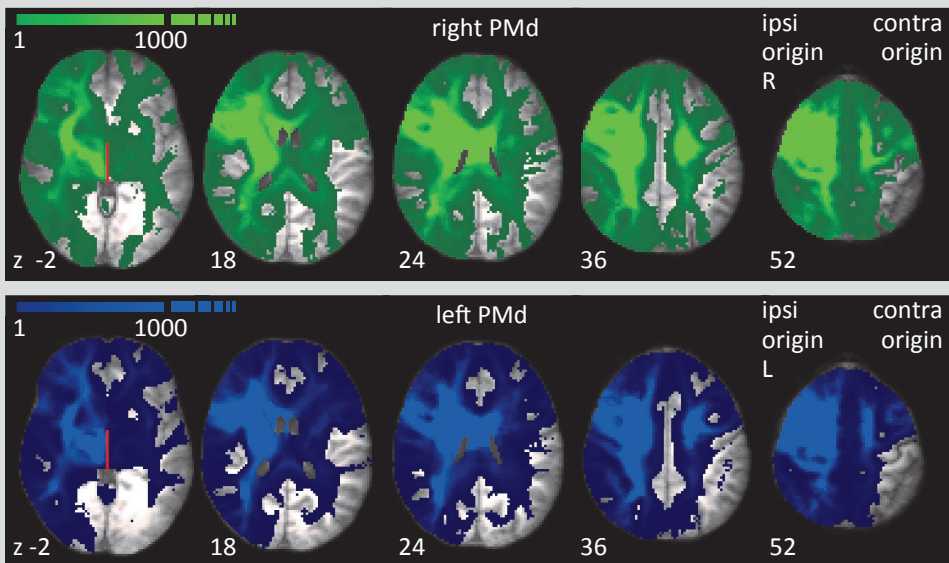 right PMd
ipsi contra
origin origin
R
1 1000
z -2 18 24 36 52
left PMd
ipsi contra
origin origin
L
1 1000
z -2 18 24 36 52